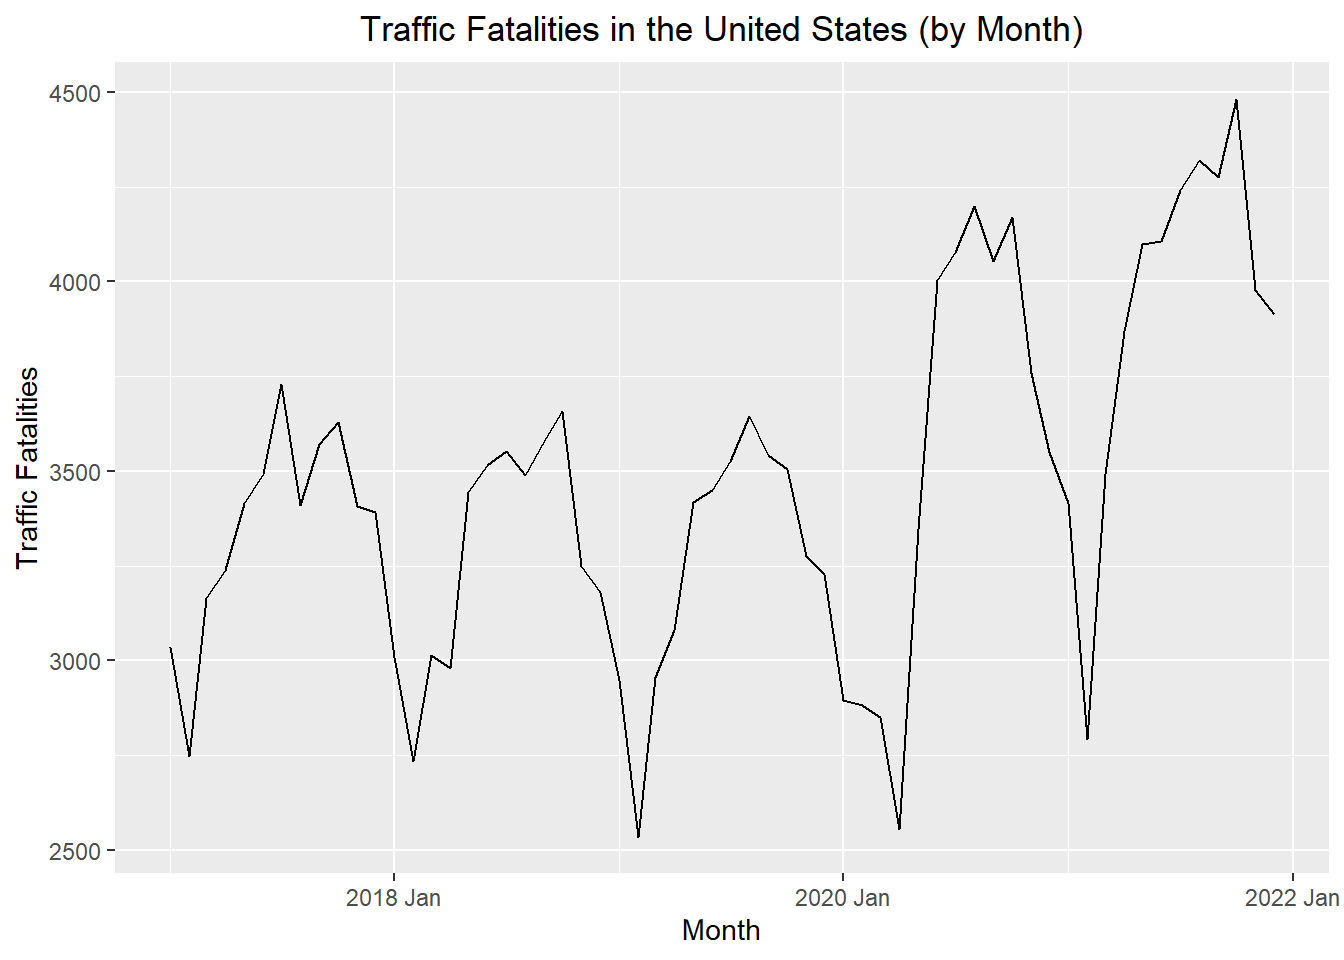 Traffic Fatalities in the United States (by Month)
4500
4000
3500
3000
2500
Traffic Fatalities
2018 Jan
2020 Jan
2022 Jan
Month